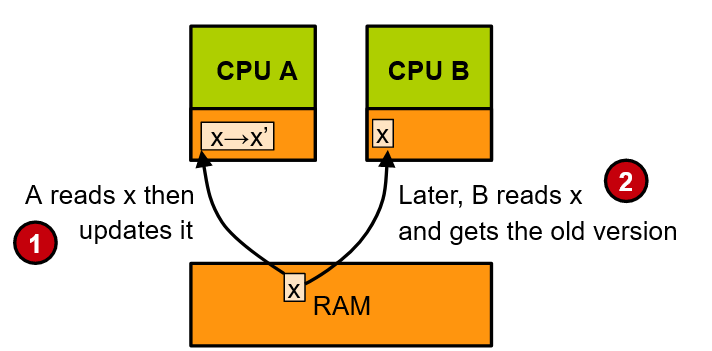 CPU A
CPU B
x→x’
x
A reads x then
updates it
1
Later, B reads x
and gets the old version
2
x
RAM